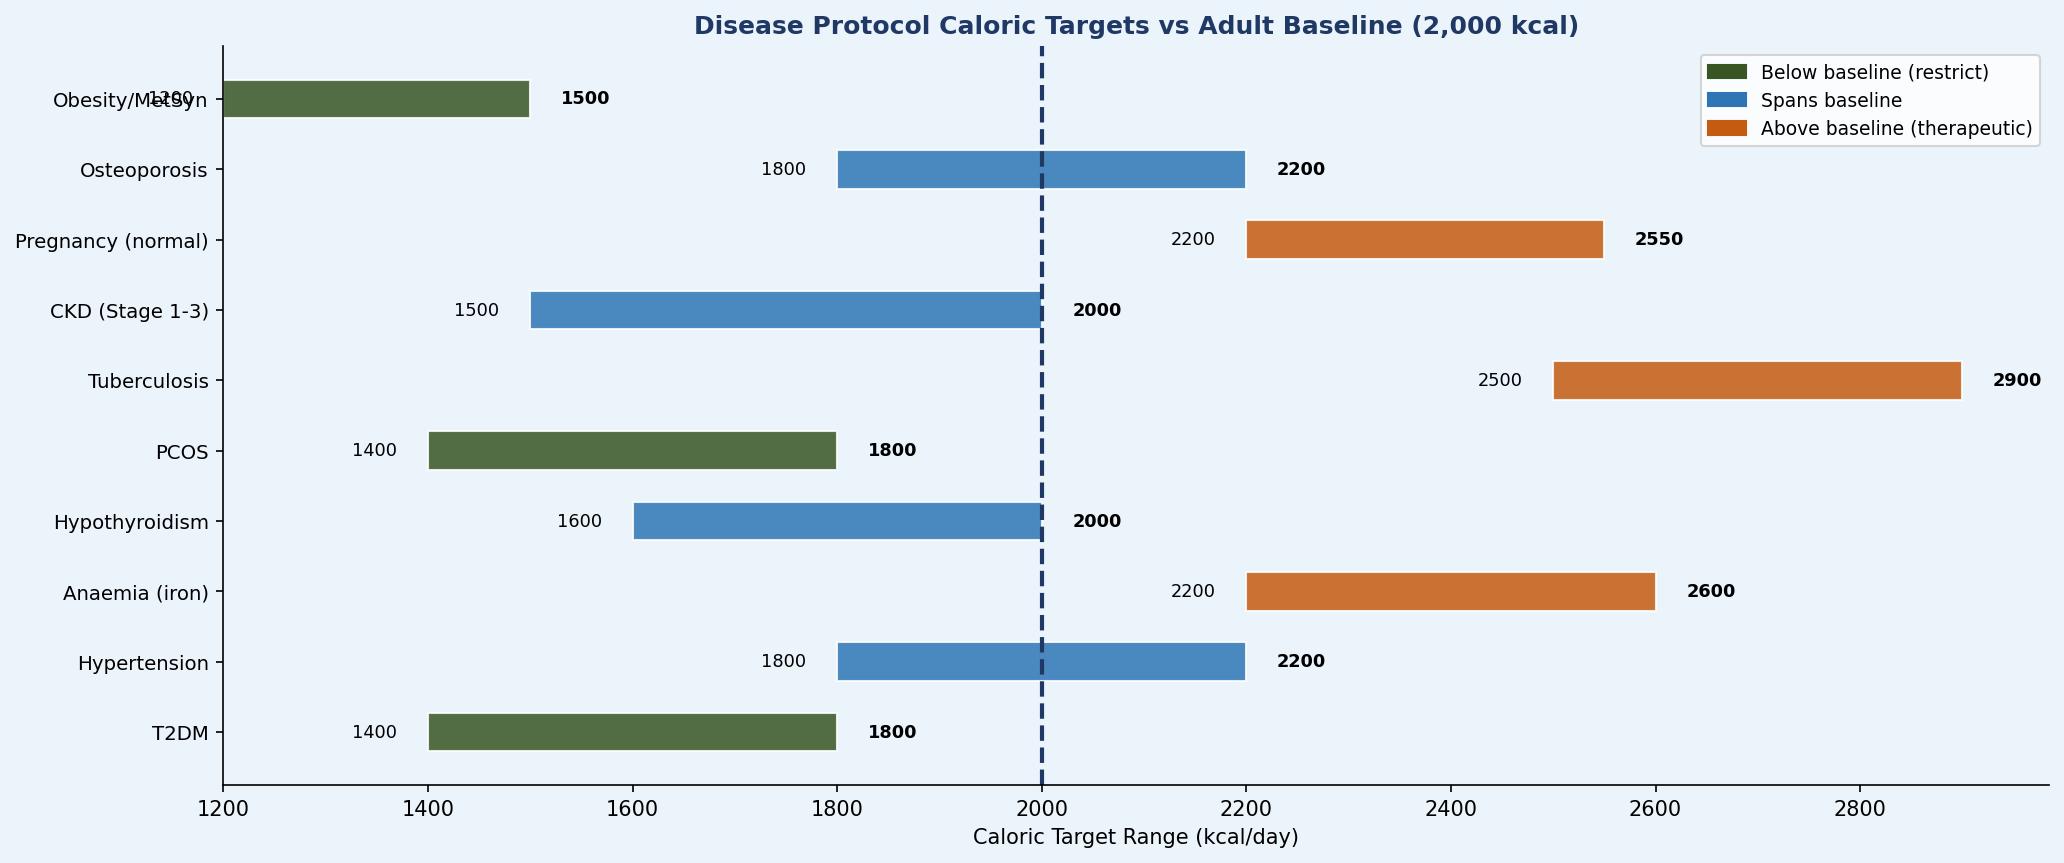 Disease Protocol Caloric Targets vs Adult Baseline (2,000 kcal)
Below baseline (restrict)
Spans baseline
Above baseline (therapeutic)
Obesity/MetSyn 1200 1500
Osteoporosis 1800 2200
Pregnancy (normal) 2200 2550
CKD (Stage 1-3) 1500 2000
Tuberculosis 2500 2900
PCOS 1400 1800
Hypothyroidism 1600 2000
Anaemia (iron) 2200 2600
Hypertension 1800 2200
T2DM 1400 1800
1200 1400 1600 1800 2000 2200 2400 2600 2800
Caloric Target Range (kcal/day)